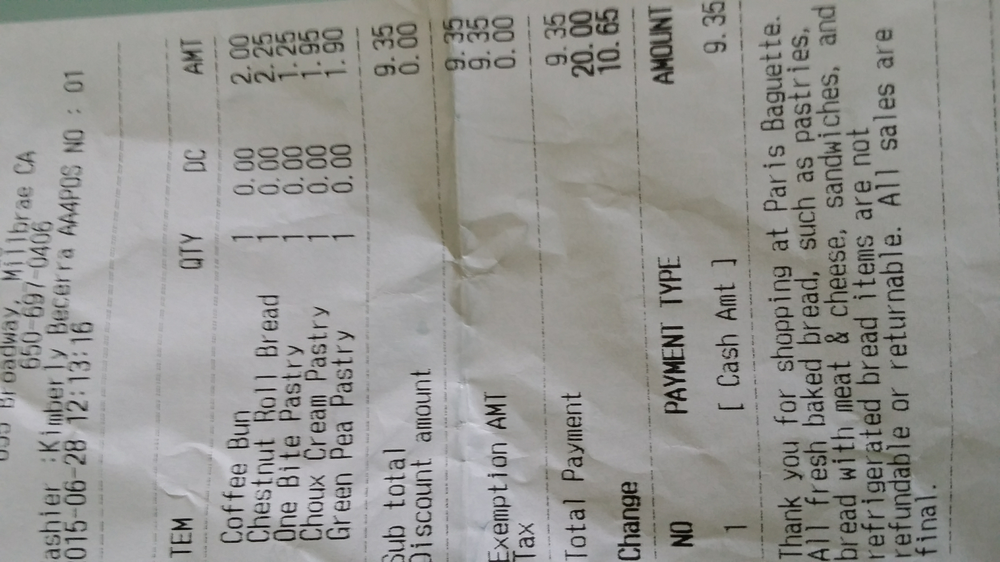 Broadway, Millbrae CA
650-697-0406
ashier :Kimberly Becerra AA4POS NO : 01
015-06-28 12:13:16
TEM QTY DC AMT
Coffee Bun 1 0.00 2.00
Chestnut Roll Bread 1 0.00 2.25
One Bite Pastry 1 0.00 1.25
Choux Cream Pastry 1 0.00 1.95
Green Pea Pastry 1 0.00 1.90
Sub total 9.35
Discount amount 0.00
9.35
Exemption AMT 9.35
Tax 0.00
Total Payment 9.35
20.00
Change 10.65
NO PAYMENT TYPE AMOUNT
1 [ Cash Amt ] 9.35
Thank you for shopping at Paris Baguette.
All fresh baked bread, such as pastries,
bread with meat & cheese, sandwiches, and
refrigerated bread items are not
refundable or returnable. All sales are
final.